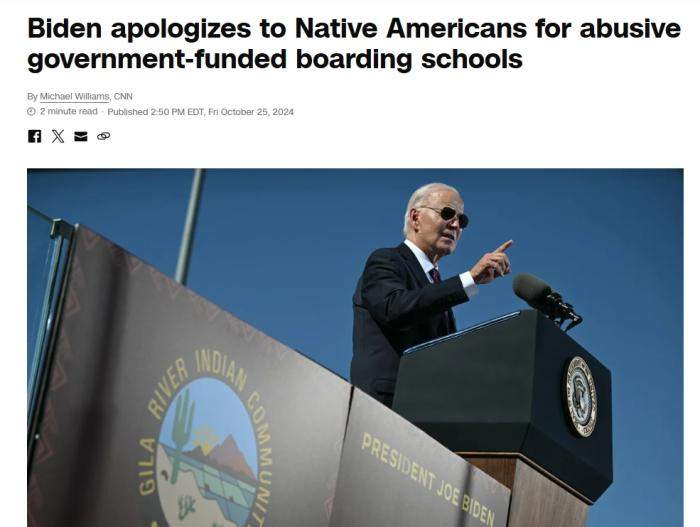 Biden apologizes to Native Americans for abusive
government-funded boarding schools
By Michael Williams, CNN
2 minute read · Published 2:50 PM EDT, Fri October 25, 2024
GILA RIVER INDIAN COMMUNIT
PRESIDENT JOE BIDEN